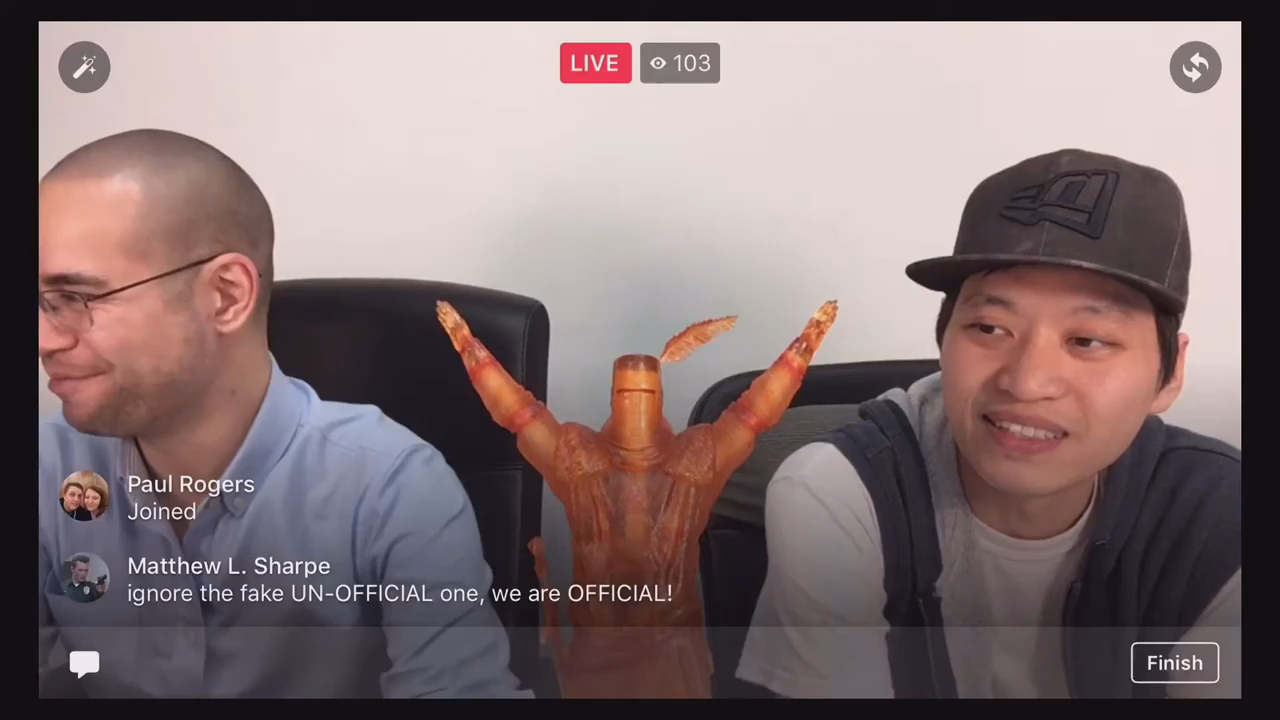 LIVE
103
Paul Rogers
Joined
Matthew L. Sharpe
ignore the fake UN-OFFICIAL one, we are OFFICIAL!
Finish